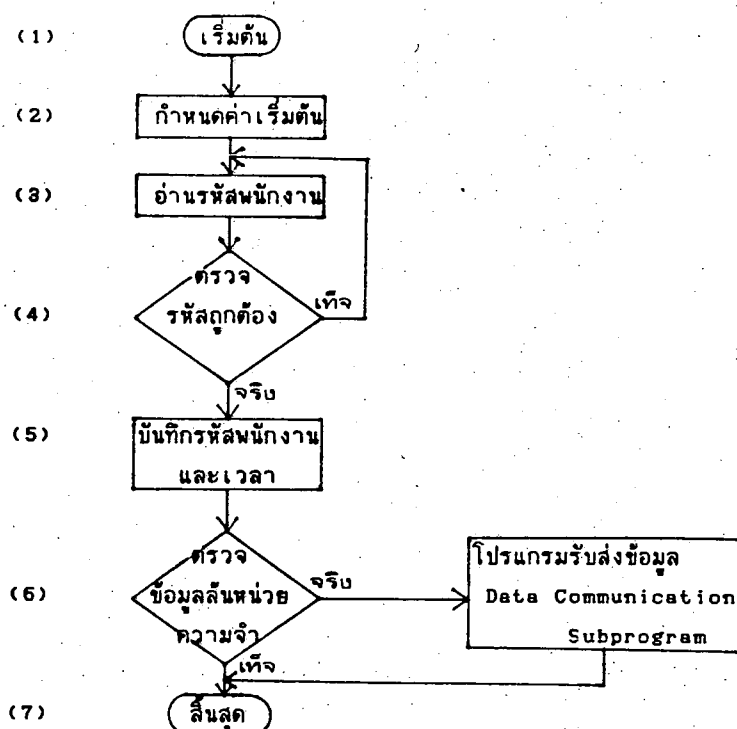 (1) เริ่มต้น
(2) กำหนดค่าเริ่มต้น
(3) อ่านรหัสพนักงาน
ตรวจ
(4) รหัสถูกต้อง เท็จ
จริง
(5) บันทึกรหัสพนักงาน
และเวลา
ตรวจ
(6) ข้อมูลล้นหน่วย จริง
ความจำ
เท็จ
โปรแกรมรับส่งข้อมูล
Data Communication
Subprogram
(7) สิ้นสุด